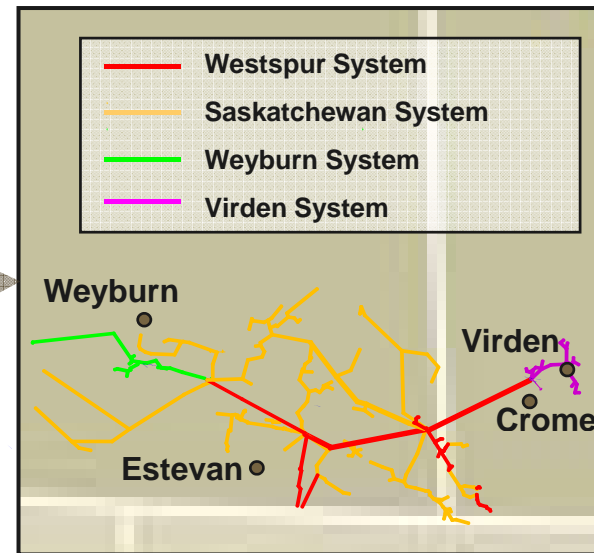 Westspur System
Saskatchewan System
Weyburn System
Virden System
Weyburn
Virden
Crome
Estevan